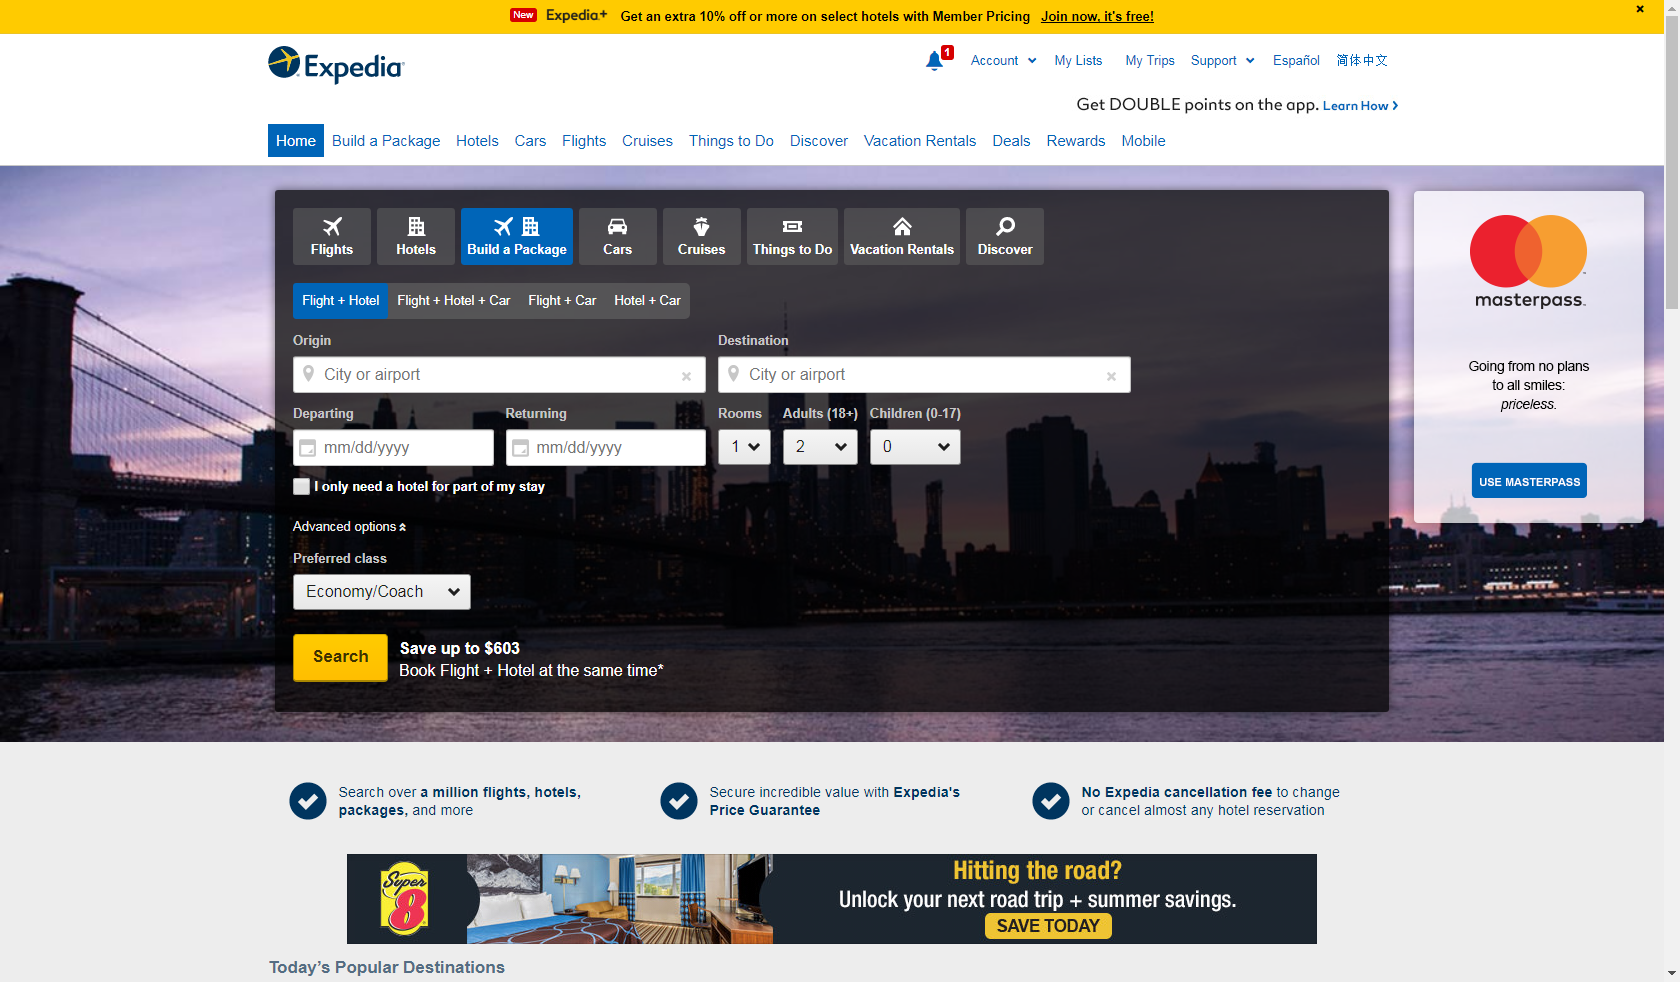 New Expedia+ Get an extra 10% off or more on select hotels with Member Pricing Join now, it's free!
Expedia
1 Account My Lists My Trips Support Español 简体中文
Get DOUBLE points on the app. Learn How
Home Build a Package Hotels Cars Flights Cruises Things to Do Discover Vacation Rentals Deals Rewards Mobile
Flights Hotels Build a Package Cars Cruises Things to Do Vacation Rentals Discover
Flight + Hotel Flight + Hotel + Car Flight + Car Hotel + Car
Origin Destination
City or airport City or airport
Departing Returning Rooms Adults (18+) Children (0-17)
mm/dd/yyyy mm/dd/yyyy 1 2 0
I only need a hotel for part of my stay
Advanced options
Preferred class
Economy/Coach
Search
Save up to $603
Book Flight + Hotel at the same time*
masterpass
Going from no plans
to all smiles:
priceless.
USE MASTERPASS
Search over a million flights, hotels,
packages, and more
Secure incredible value with Expedia's
Price Guarantee
No Expedia cancellation fee to change
or cancel almost any hotel reservation
Super
8
Hitting the road?
Unlock your next road trip + summer savings.
SAVE TODAY
Today's Popular Destinations